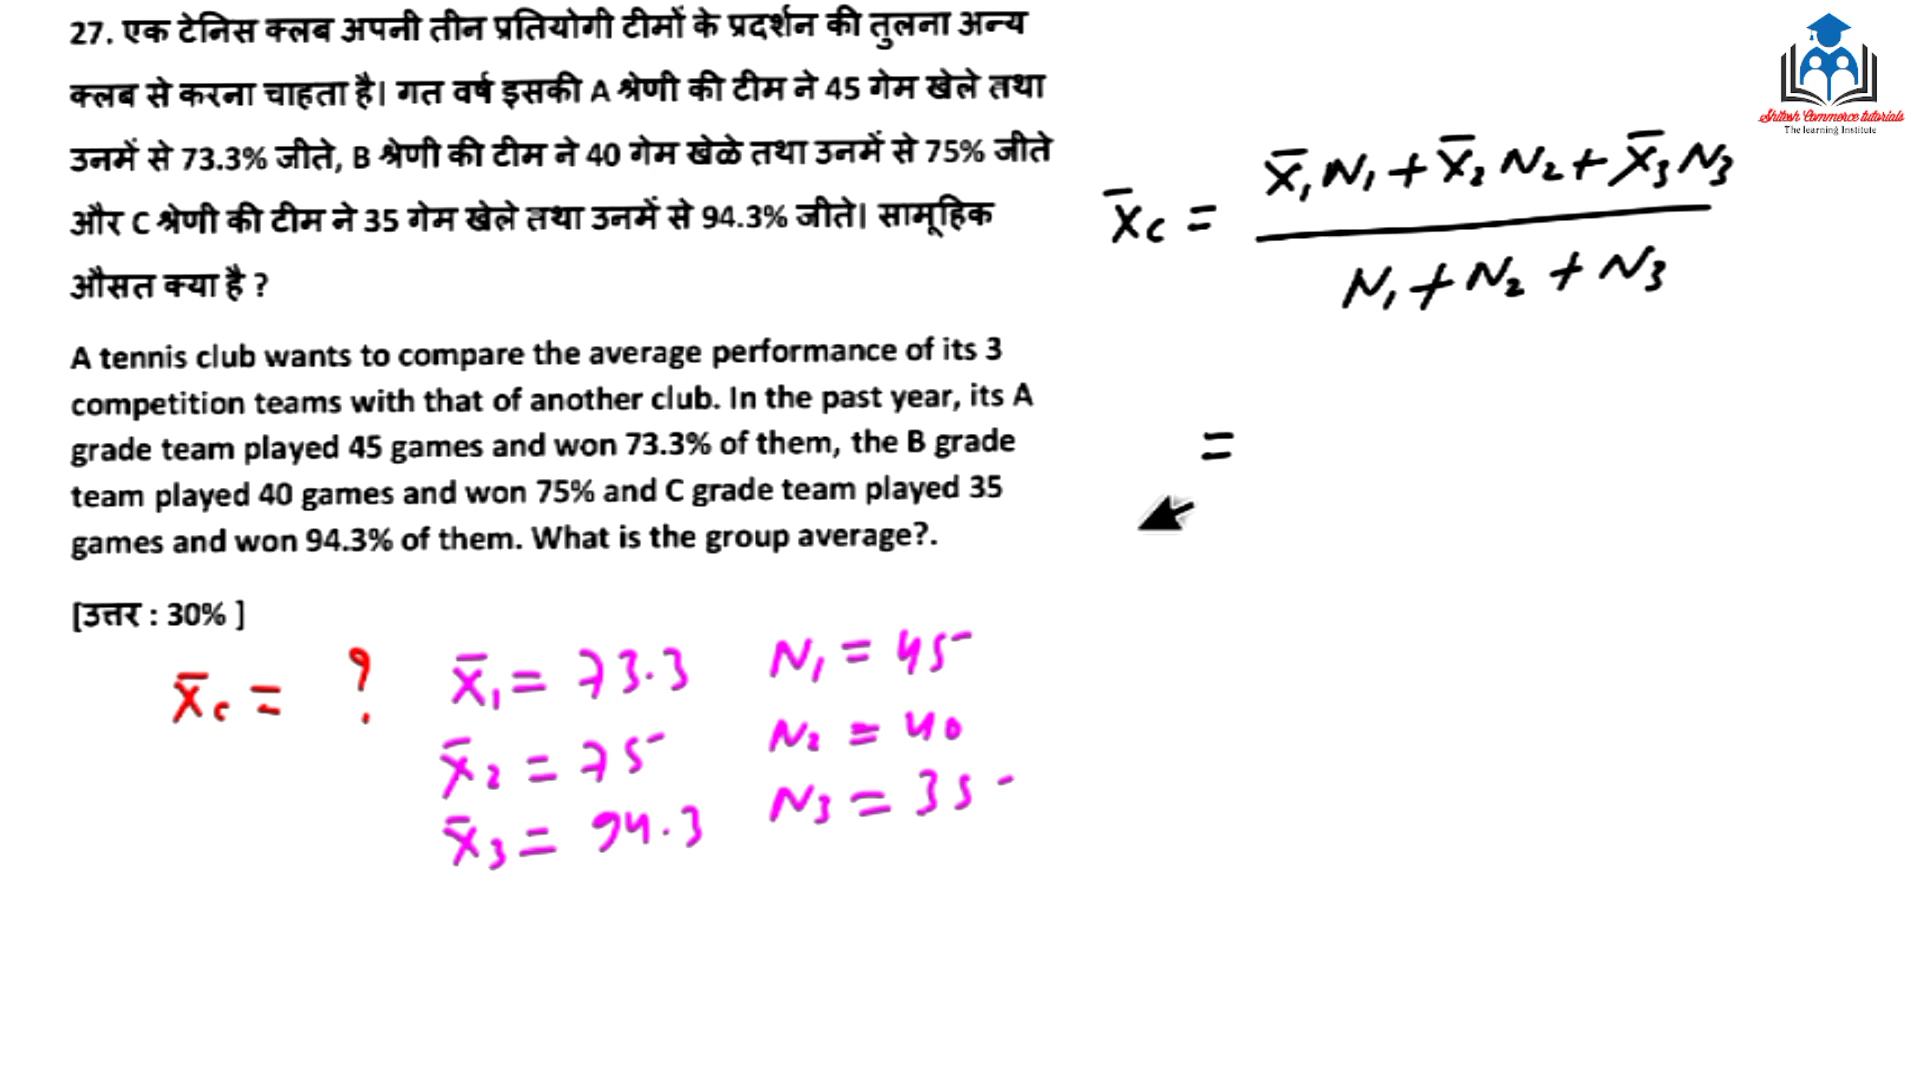 27. एक टेनिस क्लब अपनी तीन प्रतियोगी टीमों के प्रदर्शन की तुलना अन्य
क्लब से करना चाहता है। गत वर्ष इसकी A श्रेणी की टीम ने 45 गेम खेले तथा
उनमें से 73.3% जीते, B श्रेणी की टीम ने 40 गेम खेळे तथा उनमें से 75% जीते
और C श्रेणी की टीम ने 35 गेम खेले तथा उनमें से 94.3% जीते। सामूहिक
औसत क्या है ?
A tennis club wants to compare the average performance of its 3
competition teams with that of another club. In the past year, its A
grade team played 45 games and won 73.3% of them, the B grade
team played 40 games and won 75% and C grade team played 35
games and won 94.3% of them. What is the group average?.
[उत्तर : 30% ]
X̄c = ?
X̄₁ = 73.3 N₁ = 45
X̄₂ = 75 N₂ = 40
X̄₃ = 94.3 N₃ = 35
Shitosh Commerce tutorials
The learning Institute
X̄c = X̄₁N₁ + X̄₂N₂ + X̄₃N₃
N₁ + N₂ + N₃
=